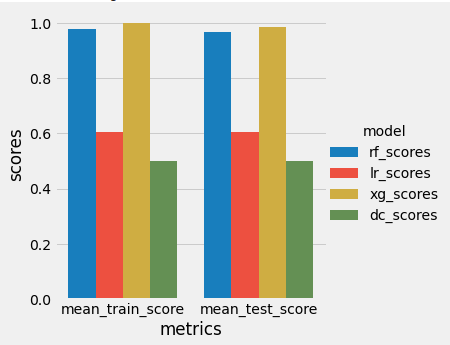 1.0
0.8
0.6
0.4
0.2
0.0
scores
mean_train_score
mean_test_score
metrics
model
rf_scores
lr_scores
xg_scores
dc_scores